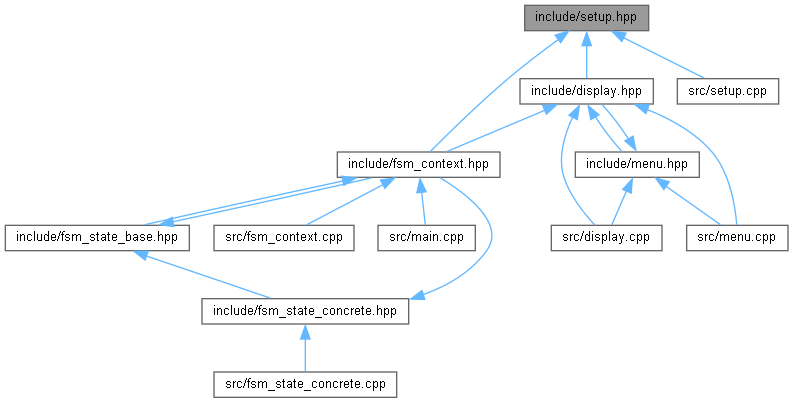 include/setup.hpp
include/display.hpp
src/setup.cpp
include/fsm_context.hpp
include/menu.hpp
include/fsm_state_base.hpp
src/fsm_context.cpp
src/main.cpp
src/display.cpp
src/menu.cpp
include/fsm_state_concrete.hpp
src/fsm_state_concrete.cpp